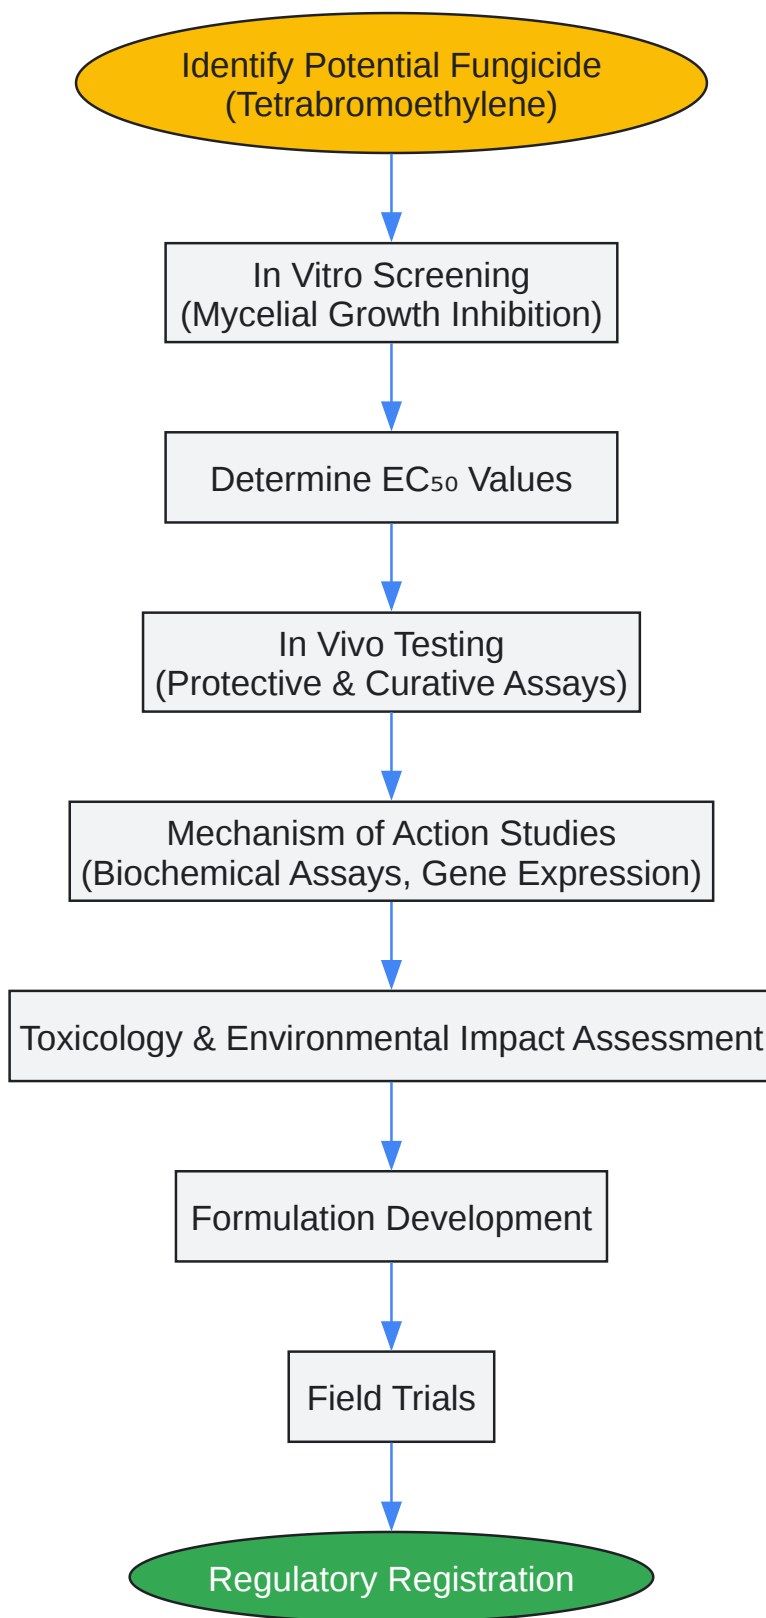 Identify Potential Fungicide
(Tetrabromoethylene)
In Vitro Screening
(Mycelial Growth Inhibition)
Determine EC₅₀ Values
In Vivo Testing
(Protective & Curative Assays)
Mechanism of Action Studies
(Biochemical Assays, Gene Expression)
Toxicology & Environmental Impact Assessment
Formulation Development
Field Trials
Regulatory Registration